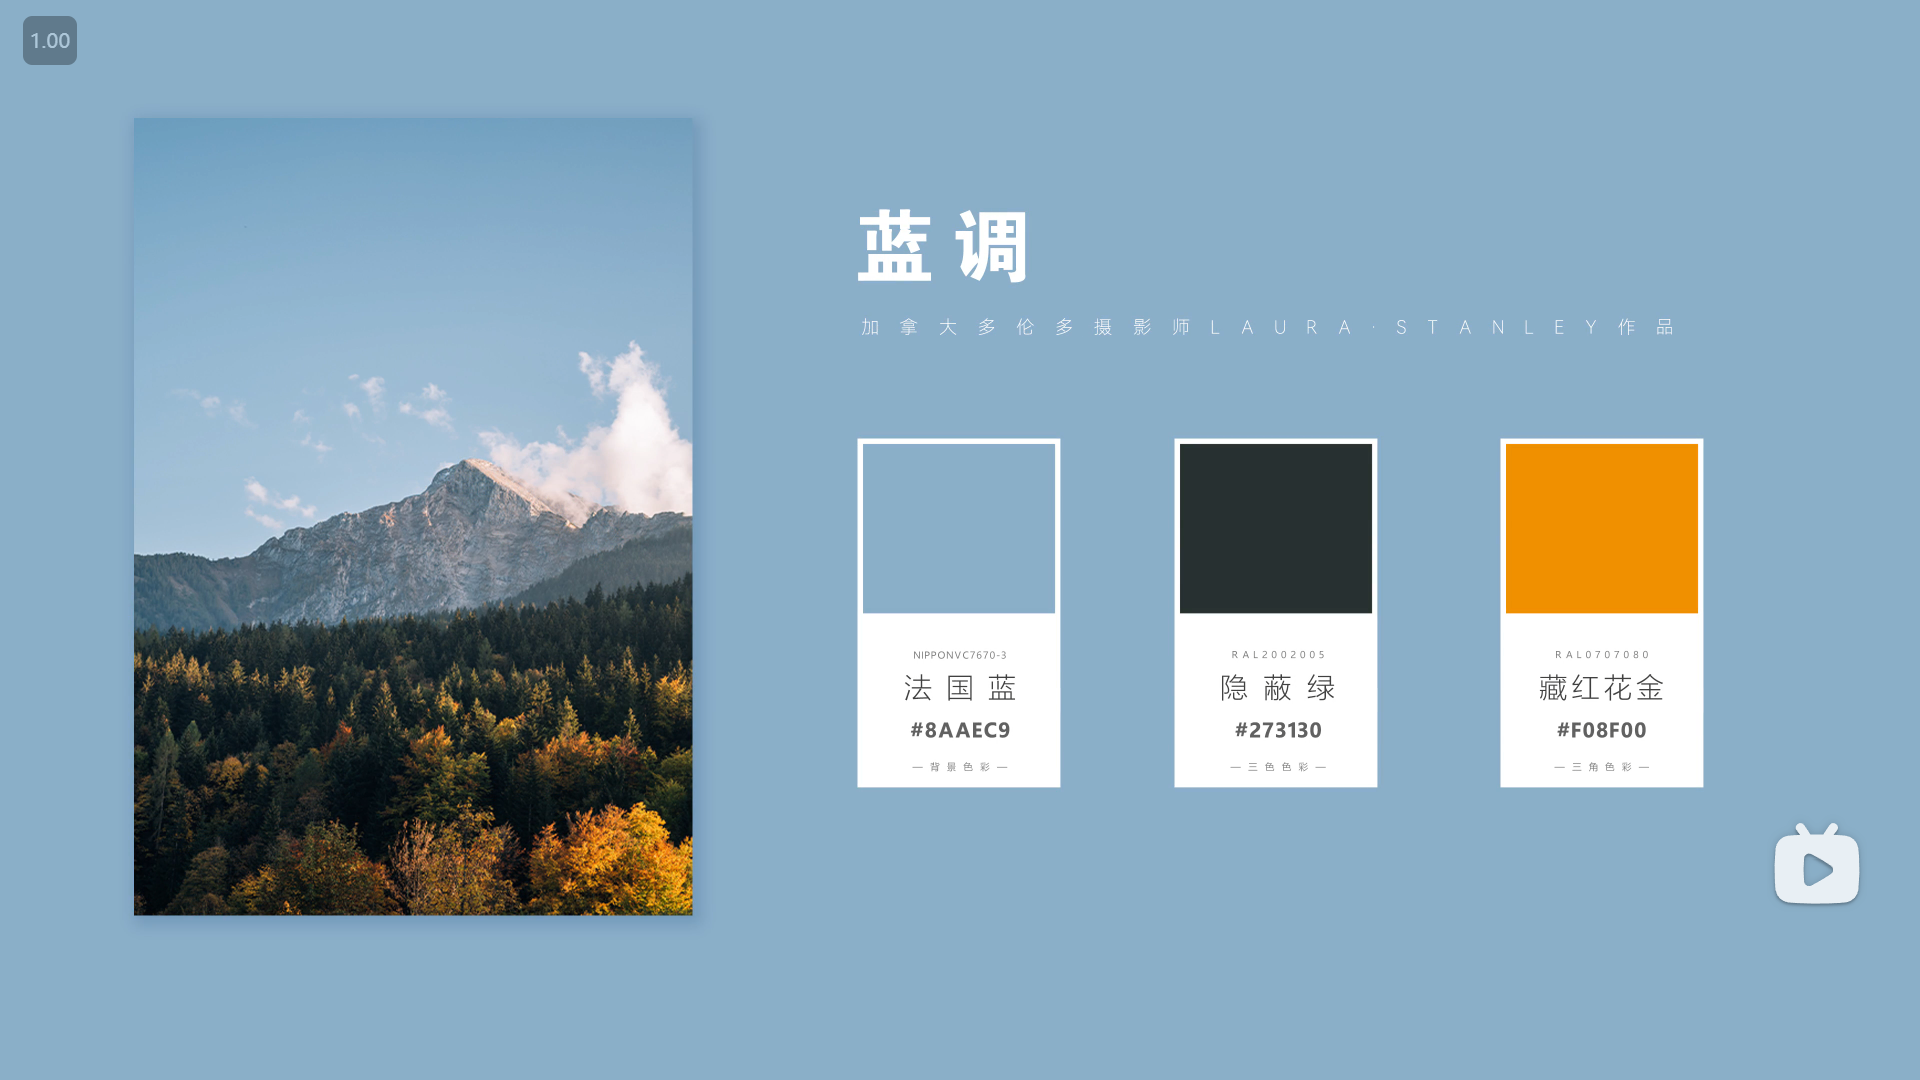 1.00
蓝调
加拿大多伦多摄影师LAURA·STANLEY作品
NIPPONVC7670-3
法国蓝
#8AAEC9
— 背景色彩 —
RAL2002005
隐蔽绿
#273130
— 三色色彩 —
RAL0707080
藏红花金
#F08F00
— 三角色彩 —